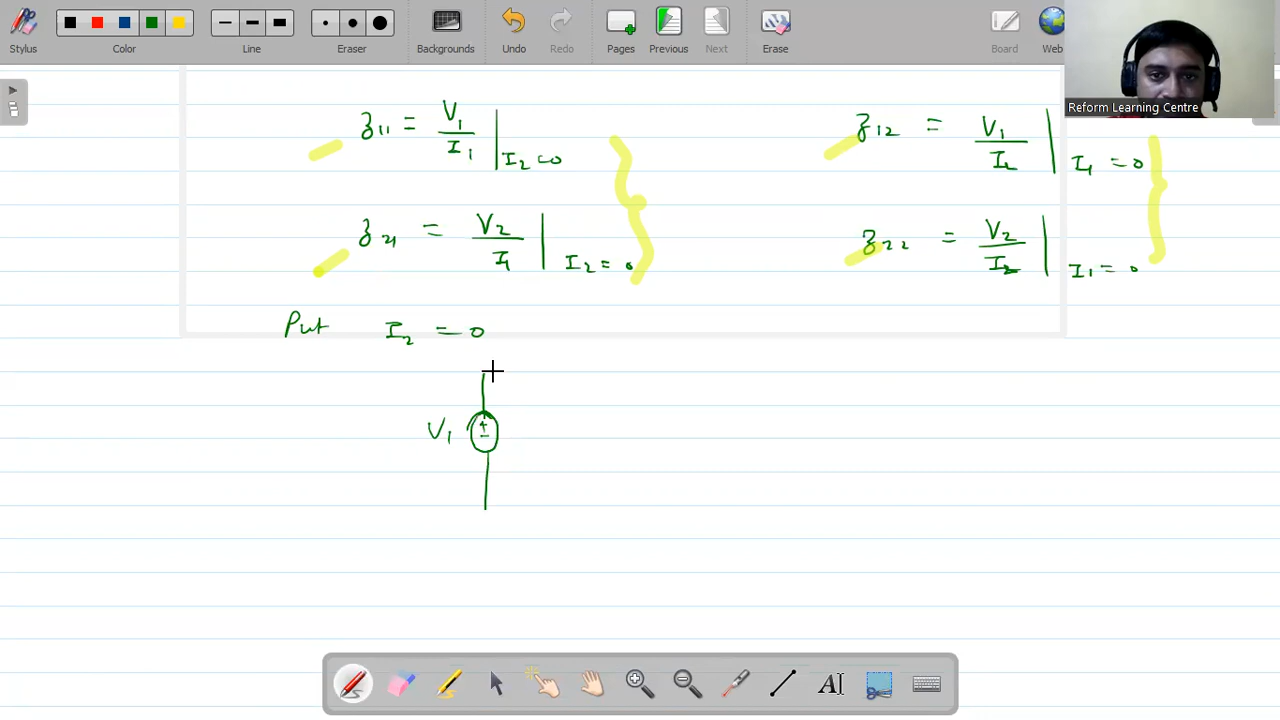 Stylus Color Line Eraser Backgrounds Undo Redo Pages Previous Next Erase Board Web
Reform Learning Centre
z11 = V1/I1 | I2=0
z12 = V1/I2 | I1=0
z21 = V2/I1 | I2=0
z22 = V2/I2 | I1=0
Put I2 = 0
V1 + −
AI